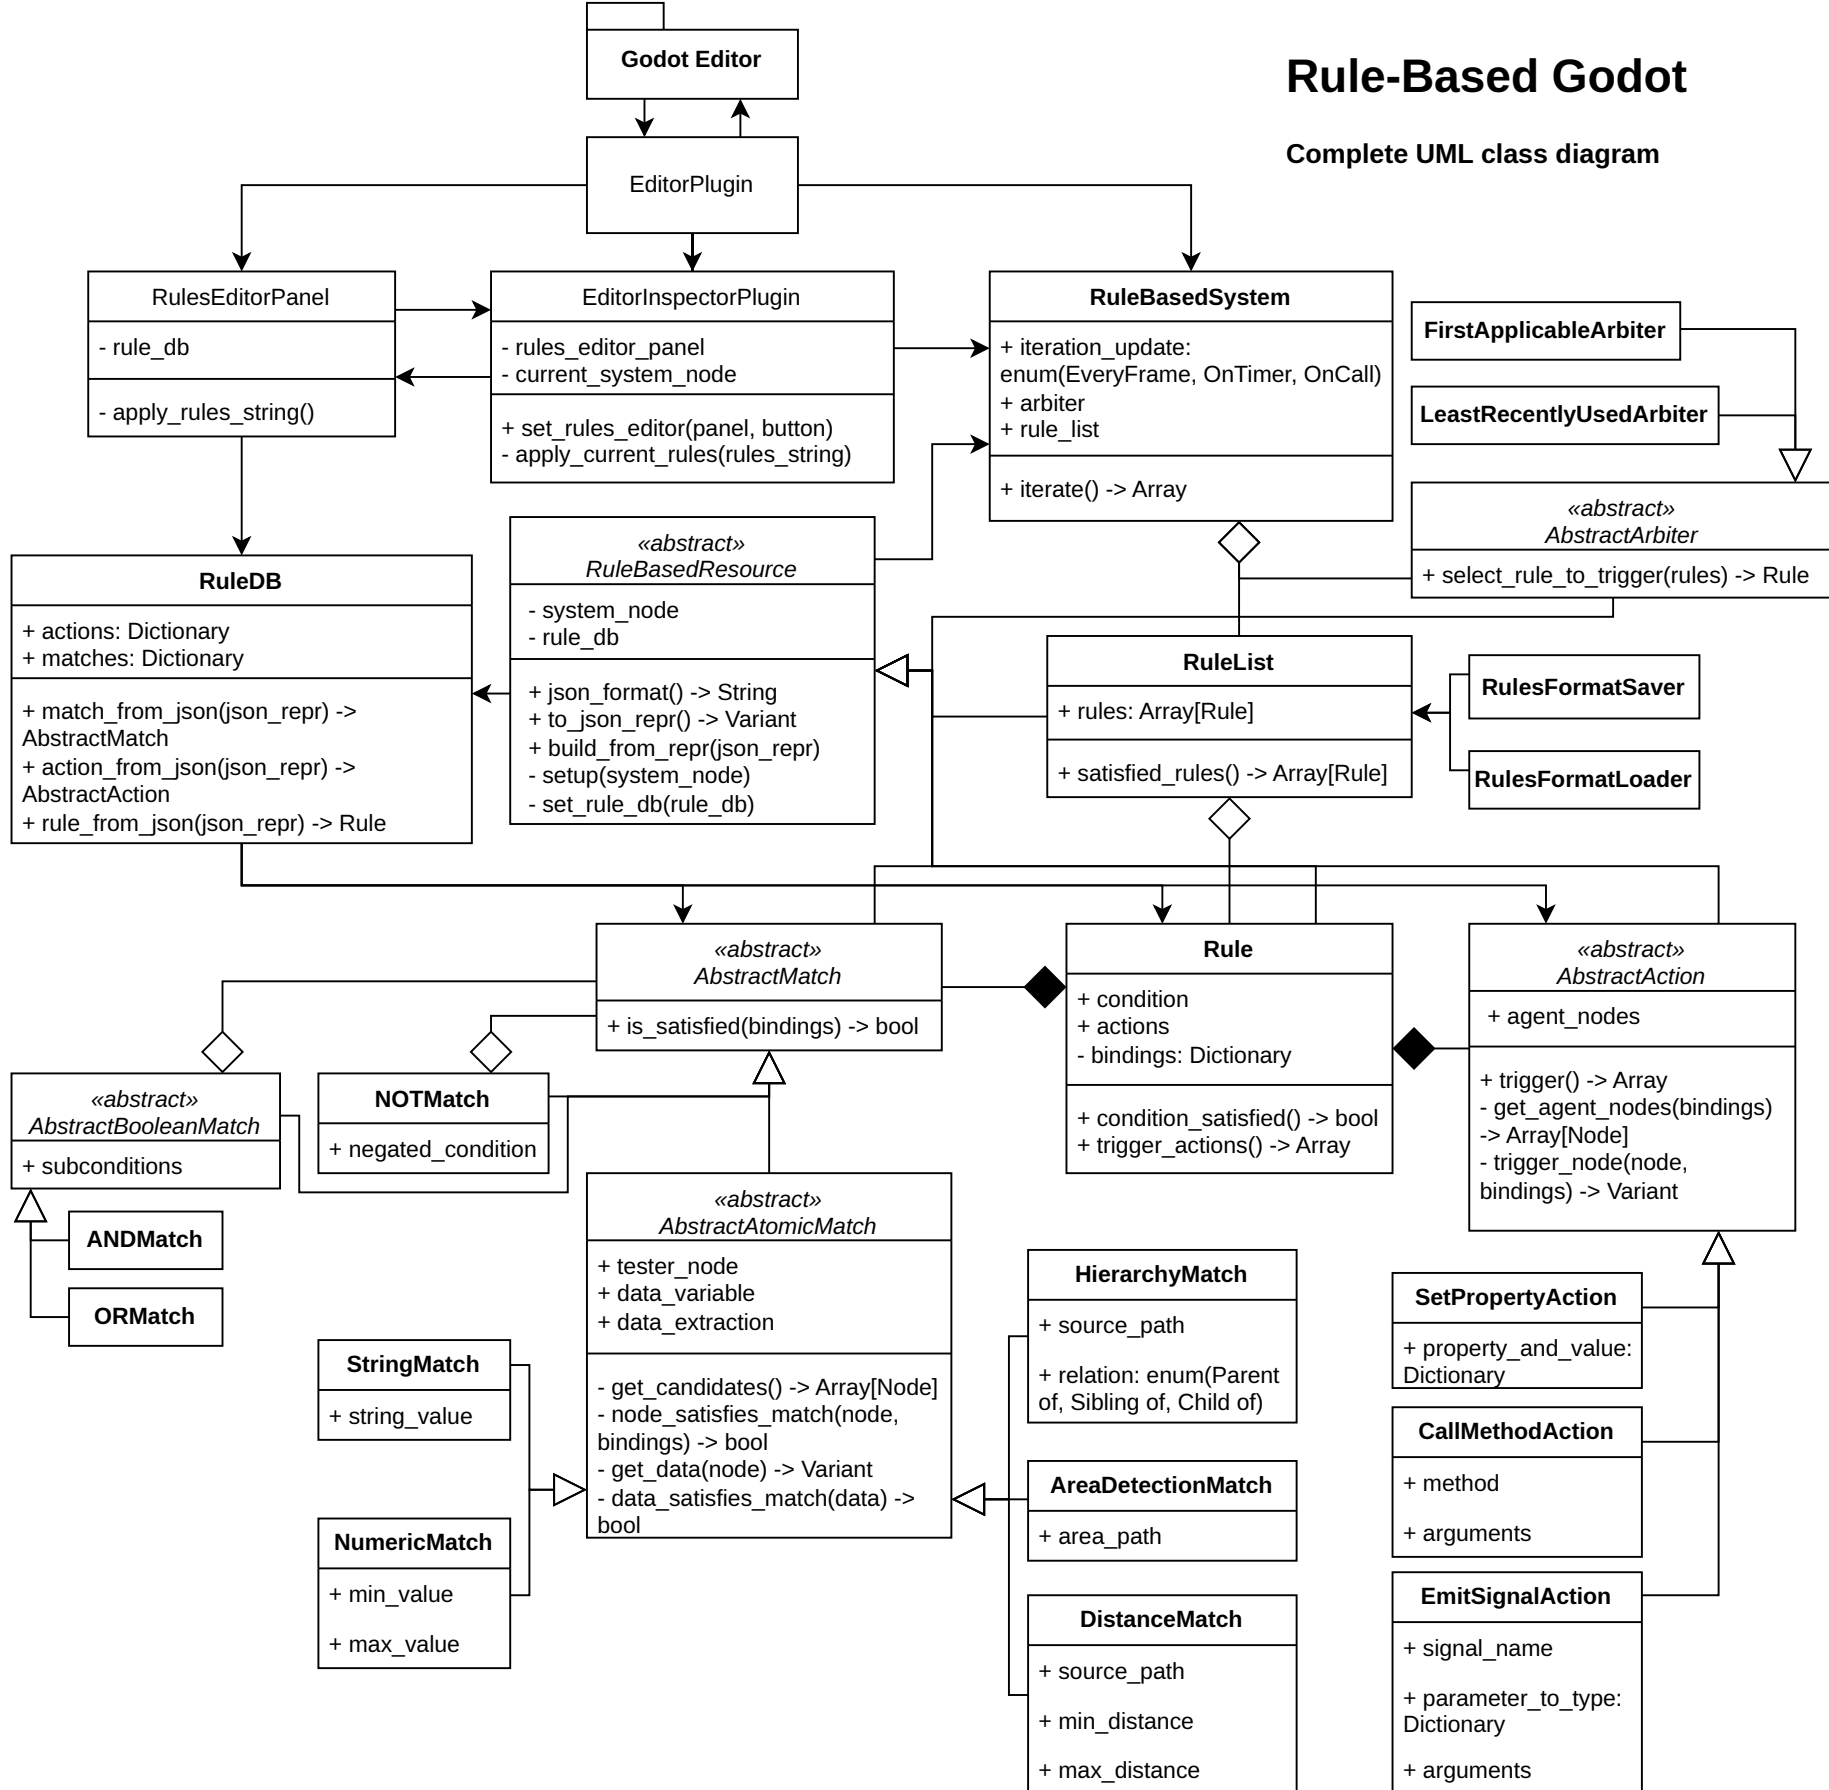 Godot Editor
Rule-Based Godot
Complete UML class diagram
EditorPlugin
RulesEditorPanel
- rule_db
- apply_rules_string()
EditorInspectorPlugin
- rules_editor_panel
- current_system_node
+ set_rules_editor(panel, button)
- apply_current_rules(rules_string)
RuleBasedSystem
+ iteration_update:
enum(EveryFrame, OnTimer, OnCall)
+ arbiter
+ rule_list
+ iterate() -> Array
FirstApplicableArbiter
LeastRecentlyUsedArbiter
«abstract»
AbstractArbiter
+ select_rule_to_trigger(rules) -> Rule
RuleDB
+ actions: Dictionary
+ matches: Dictionary
+ match_from_json(json_repr) ->
AbstractMatch
+ action_from_json(json_repr) ->
AbstractAction
+ rule_from_json(json_repr) -> Rule
«abstract»
RuleBasedResource
- system_node
- rule_db
+ json_format() -> String
+ to_json_repr() -> Variant
+ build_from_repr(json_repr)
- setup(system_node)
- set_rule_db(rule_db)
RuleList
+ rules: Array[Rule]
+ satisfied_rules() -> Array[Rule]
RulesFormatSaver
RulesFormatLoader
«abstract»
AbstractMatch
+ is_satisfied(bindings) -> bool
Rule
+ condition
+ actions
- bindings: Dictionary
+ condition_satisfied() -> bool
+ trigger_actions() -> Array
«abstract»
AbstractAction
+ agent_nodes
+ trigger() -> Array
- get_agent_nodes(bindings)
-> Array[Node]
- trigger_node(node,
bindings) -> Variant
«abstract»
AbstractBooleanMatch
+ subconditions
NOTMatch
+ negated_condition
ANDMatch
ORMatch
«abstract»
AbstractAtomicMatch
+ tester_node
+ data_variable
+ data_extraction
- get_candidates() -> Array[Node]
- node_satisfies_match(node,
bindings) -> bool
- get_data(node) -> Variant
- data_satisfies_match(data) ->
bool
StringMatch
+ string_value
NumericMatch
+ min_value
+ max_value
HierarchyMatch
+ source_path
+ relation: enum(Parent
of, Sibling of, Child of)
AreaDetectionMatch
+ area_path
DistanceMatch
+ source_path
+ min_distance
+ max_distance
SetPropertyAction
+ property_and_value:
Dictionary
CallMethodAction
+ method
+ arguments
EmitSignalAction
+ signal_name
+ parameter_to_type:
Dictionary
+ arguments